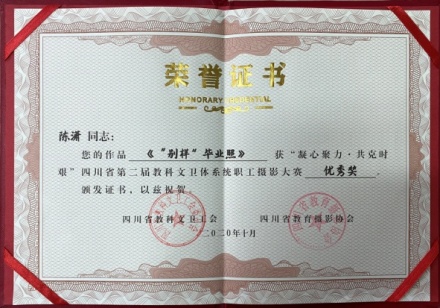 荣誉证书
HONORARY CREDENTIAL
陈潇 同志：
您的作品 《“别样”毕业照》 获“凝心聚力·共克时
艰”四川省第二届教科文卫体系统职工摄影大赛 优秀奖。
颁发证书，以兹祝贺。
四川省教科文卫工会 四川省教育摄影协会
二〇二〇年十月